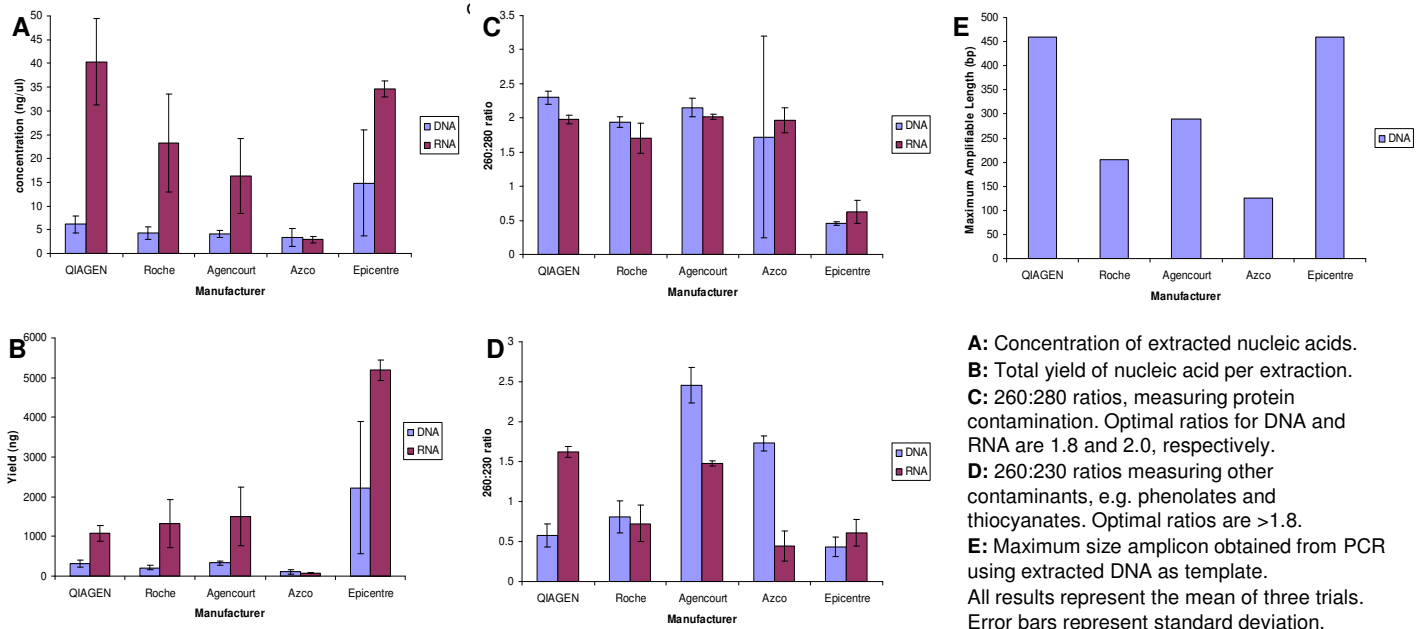 A
50
45
40
35
30
25
20
15
10
5
0
concentration (ng/ul)
QIAGEN Roche Agencourt Azco Epicentre
Manufacturer
DNA
RNA
B
6000
5000
4000
3000
2000
1000
0
Yield (ng)
QIAGEN Roche Agencourt Azco Epicentre
Manufacturer
DNA
RNA
C
3.5
3
2.5
2
1.5
1
0.5
0
260:280 ratio
QIAGEN Roche Agencourt Azco Epicentre
Manufacturer
DNA
RNA
D
3
2.5
2
1.5
1
0.5
0
260:230 ratio
QIAGEN Roche Agencourt Azco Epicentre
Manufacturer
DNA
RNA
E
500
450
400
350
300
250
200
150
100
50
0
Maximum Amplifiable Length (bp)
QIAGEN Roche Agencourt Azco Epicentre
Manufacturer
DNA
A: Concentration of extracted nucleic acids.
B: Total yield of nucleic acid per extraction.
C: 260:280 ratios, measuring protein
contamination. Optimal ratios for DNA and
RNA are 1.8 and 2.0, respectively.
D: 260:230 ratios measuring other
contaminants, e.g. phenolates and
thiocyanates. Optimal ratios are >1.8.
E: Maximum size amplicon obtained from PCR
using extracted DNA as template.
All results represent the mean of three trials.
Error bars represent standard deviation.